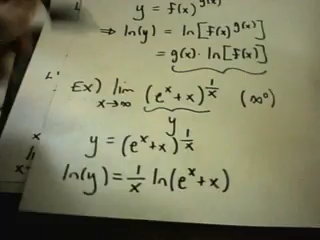 y = f(x)^g(x)
⇒ ln(y) = ln[f(x)^g(x)]
= g(x) · ln[f(x)]
Ex) lim x→∞ (e^x + x)^(1/x) (∞^0)
y
y = (e^x + x)^(1/x)
ln(y) = 1/x ln(e^x + x)